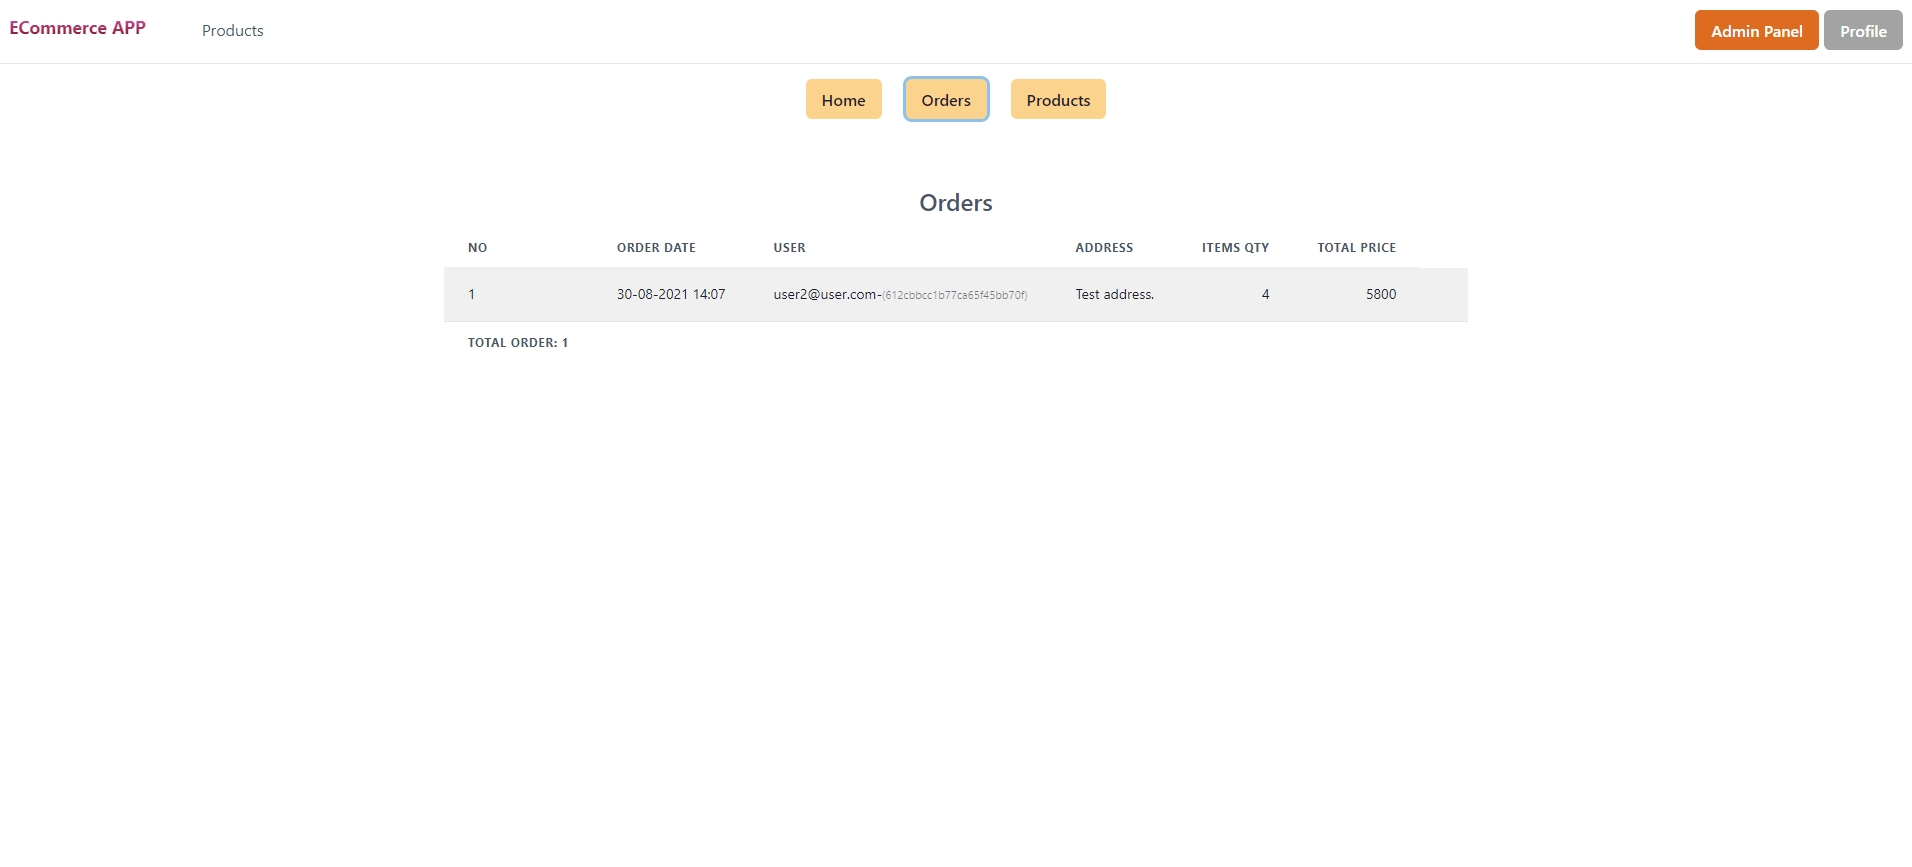 ECommerce APP Products Admin Panel Profile
Home Orders Products
Orders
NO ORDER DATE USER ADDRESS ITEMS QTY TOTAL PRICE
1 30-08-2021 14:07 user2@user.com-(612cbbcc1b77ca65f45bb70f) Test address. 4 5800
TOTAL ORDER: 1